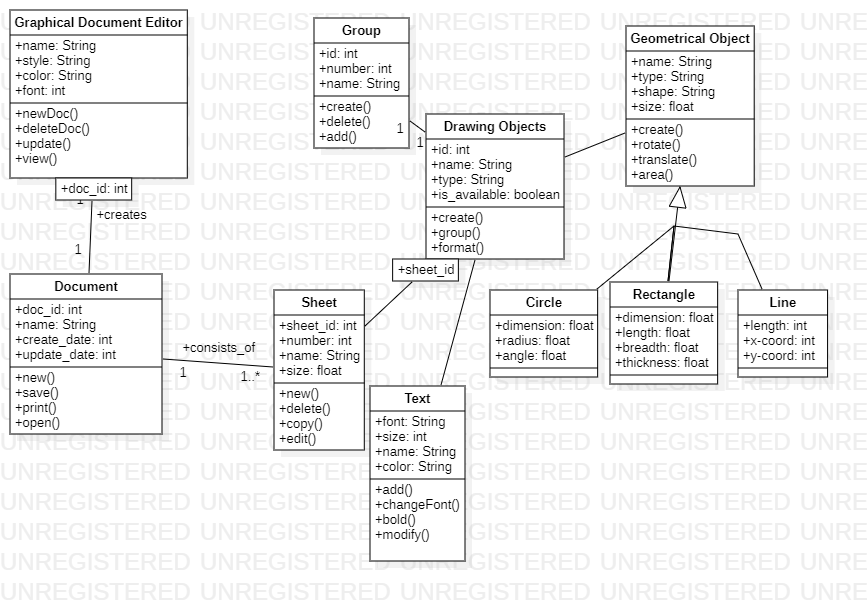 Graphical Document Editor
+name: String
+style: String
+color: String
+font: int
+newDoc()
+deleteDoc()
+update()
+view()
+doc_id: int
1
+creates
1
Document
+doc_id: int
+name: String
+create_date: int
+update_date: int
+new()
+save()
+print()
+open()
+consists_of
1
1..*
Sheet
+sheet_id: int
+number: int
+name: String
+size: float
+new()
+delete()
+copy()
+edit()
Group
+id: int
+number: int
+name: String
+create()
+delete()
+add()
1
1
Drawing Objects
+id: int
+name: String
+type: String
+is_available: boolean
+create()
+group()
+format()
+sheet_id
Text
+font: String
+size: int
+name: String
+color: String
+add()
+changeFont()
+bold()
+modify()
Geometrical Object
+name: String
+type: String
+shape: String
+size: float
+create()
+rotate()
+translate()
+area()
Circle
+dimension: float
+radius: float
+angle: float
Rectangle
+dimension: float
+length: float
+breadth: float
+thickness: float
Line
+length: int
+x-coord: int
+y-coord: int
UNREGISTERED UNREGISTERED UNREGISTERED UNREGISTERED UNRE